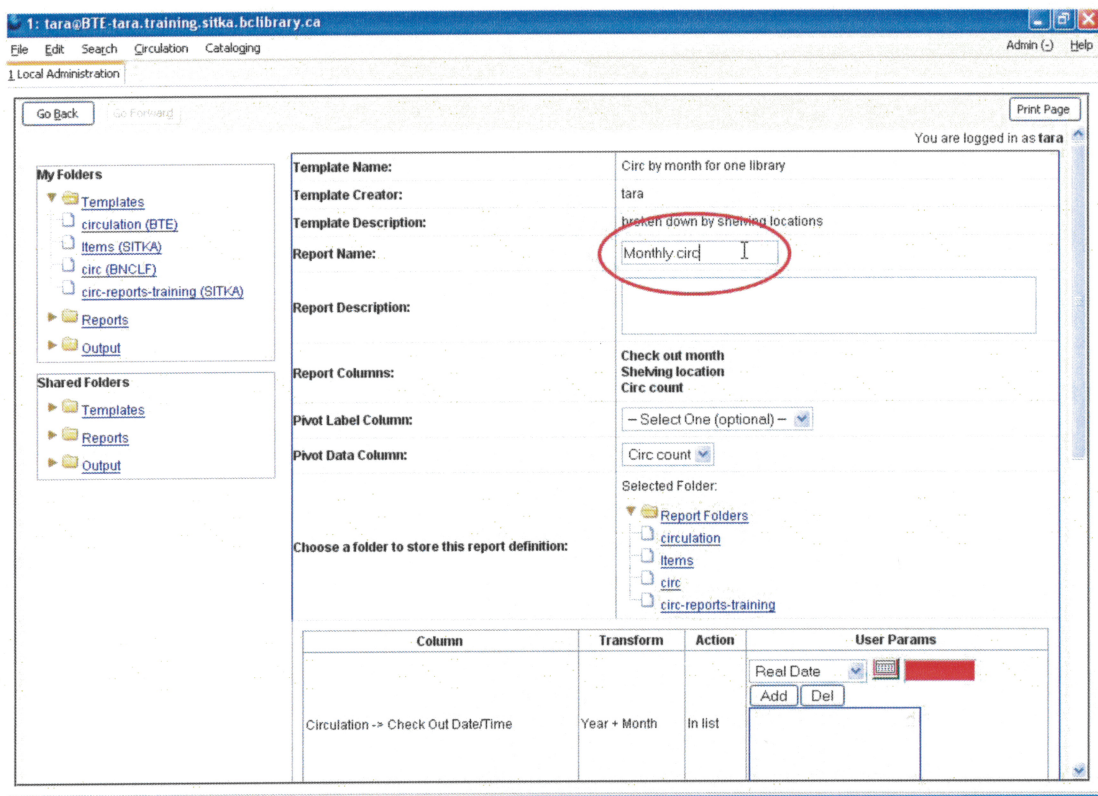 1: tara@BTE-tara.training.sitka.bclibrary.ca
File Edit Search Circulation Cataloging Admin (-) Help
1 Local Administration
Go Back Go Forward Print Page
You are logged in as tara
My Folders
Templates
circulation (BTE)
Items (SITKA)
circ (BNCLF)
circ-reports-training (SITKA)
Reports
Output
Shared Folders
Templates
Reports
Output
Template Name: Circ by month for one library
Template Creator: tara
Template Description: broken down by shelving locations
Report Name: Monthly circ
Report Description:
Report Columns: Check out month
Shelving location
Circ count
Pivot Label Column: -- Select One (optional) --
Pivot Data Column: Circ count
Choose a folder to store this report definition: Selected Folder:
Report Folders
circulation
Items
circ
circ-reports-training
Column Transform Action User Params
Circulation -> Check Out Date/Time Year + Month In list Real Date
Add Del